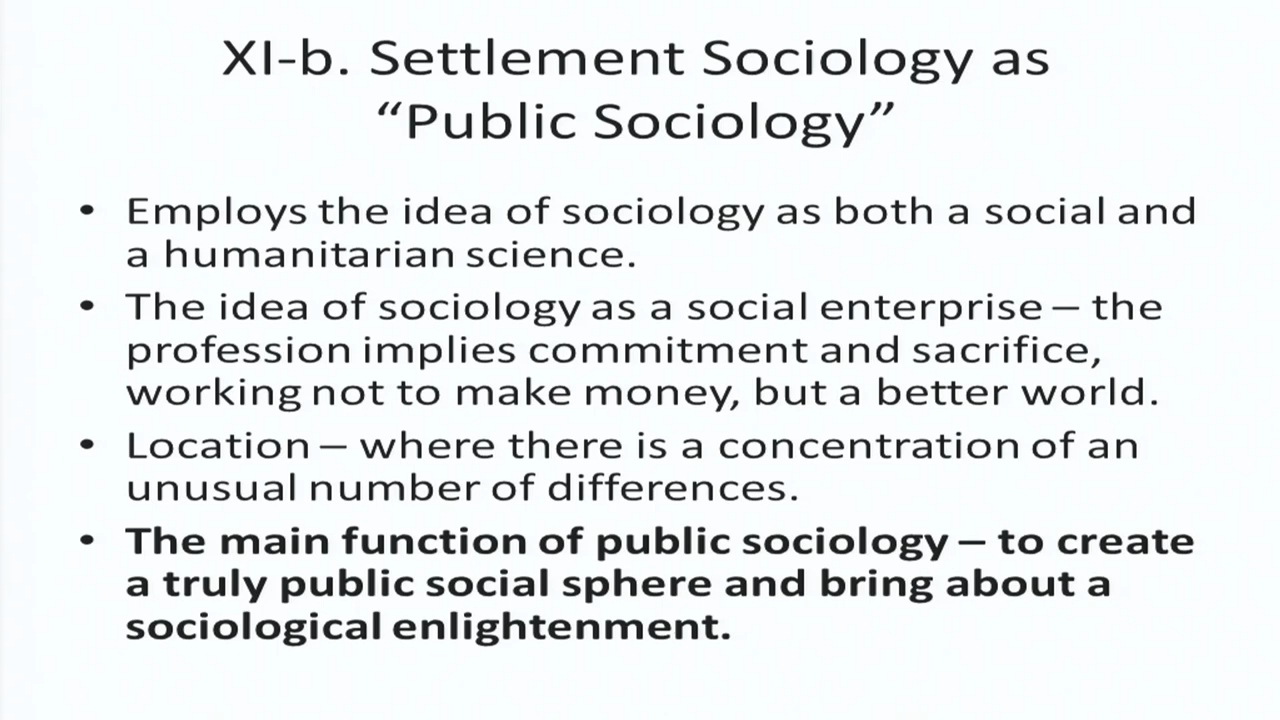 XI-b. Settlement Sociology as
“Public Sociology”
• Employs the idea of sociology as both a social and
a humanitarian science.
• The idea of sociology as a social enterprise – the
profession implies commitment and sacrifice,
working not to make money, but a better world.
• Location – where there is a concentration of an
unusual number of differences.
• The main function of public sociology – to create
a truly public social sphere and bring about a
sociological enlightenment.